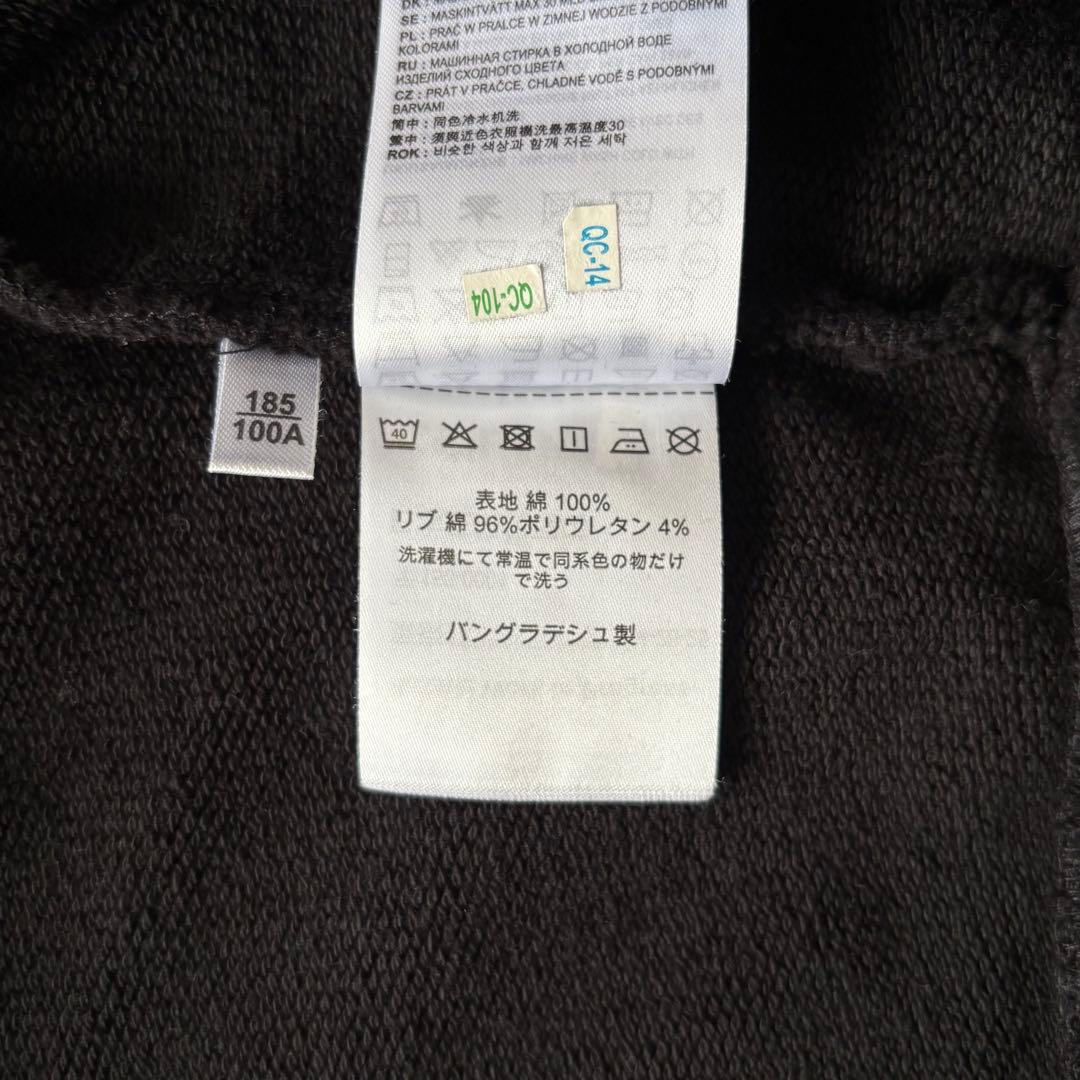 SE : MASKINTVÄTT MAX 30 MED
PL : PRAĆ W PRALCE W ZIMNEJ WODZIE Z PODOBNYMI
KOLORAMI
RU : МАШИННАЯ СТИРКА В ХОЛОДНОЙ ВОДЕ
ИЗДЕЛИЙ СХОДНОГО ЦВЕТА
CZ : PRÁT V PRAČCE, CHLADNÉ VODĚ S PODOBNÝMI
BARVAMI
简中 : 同色冷水机洗
繁中 : 須與近色衣照機洗最高溫度30
ROK : 비슷한 색상과 함께 저온 세탁
QC-14
QC-104
185
100A
40
表地 綿 100%
リブ 綿 96%ポリウレタン 4%
洗濯機にて常温で同系色の物だけ
で洗う
バングラデシュ製